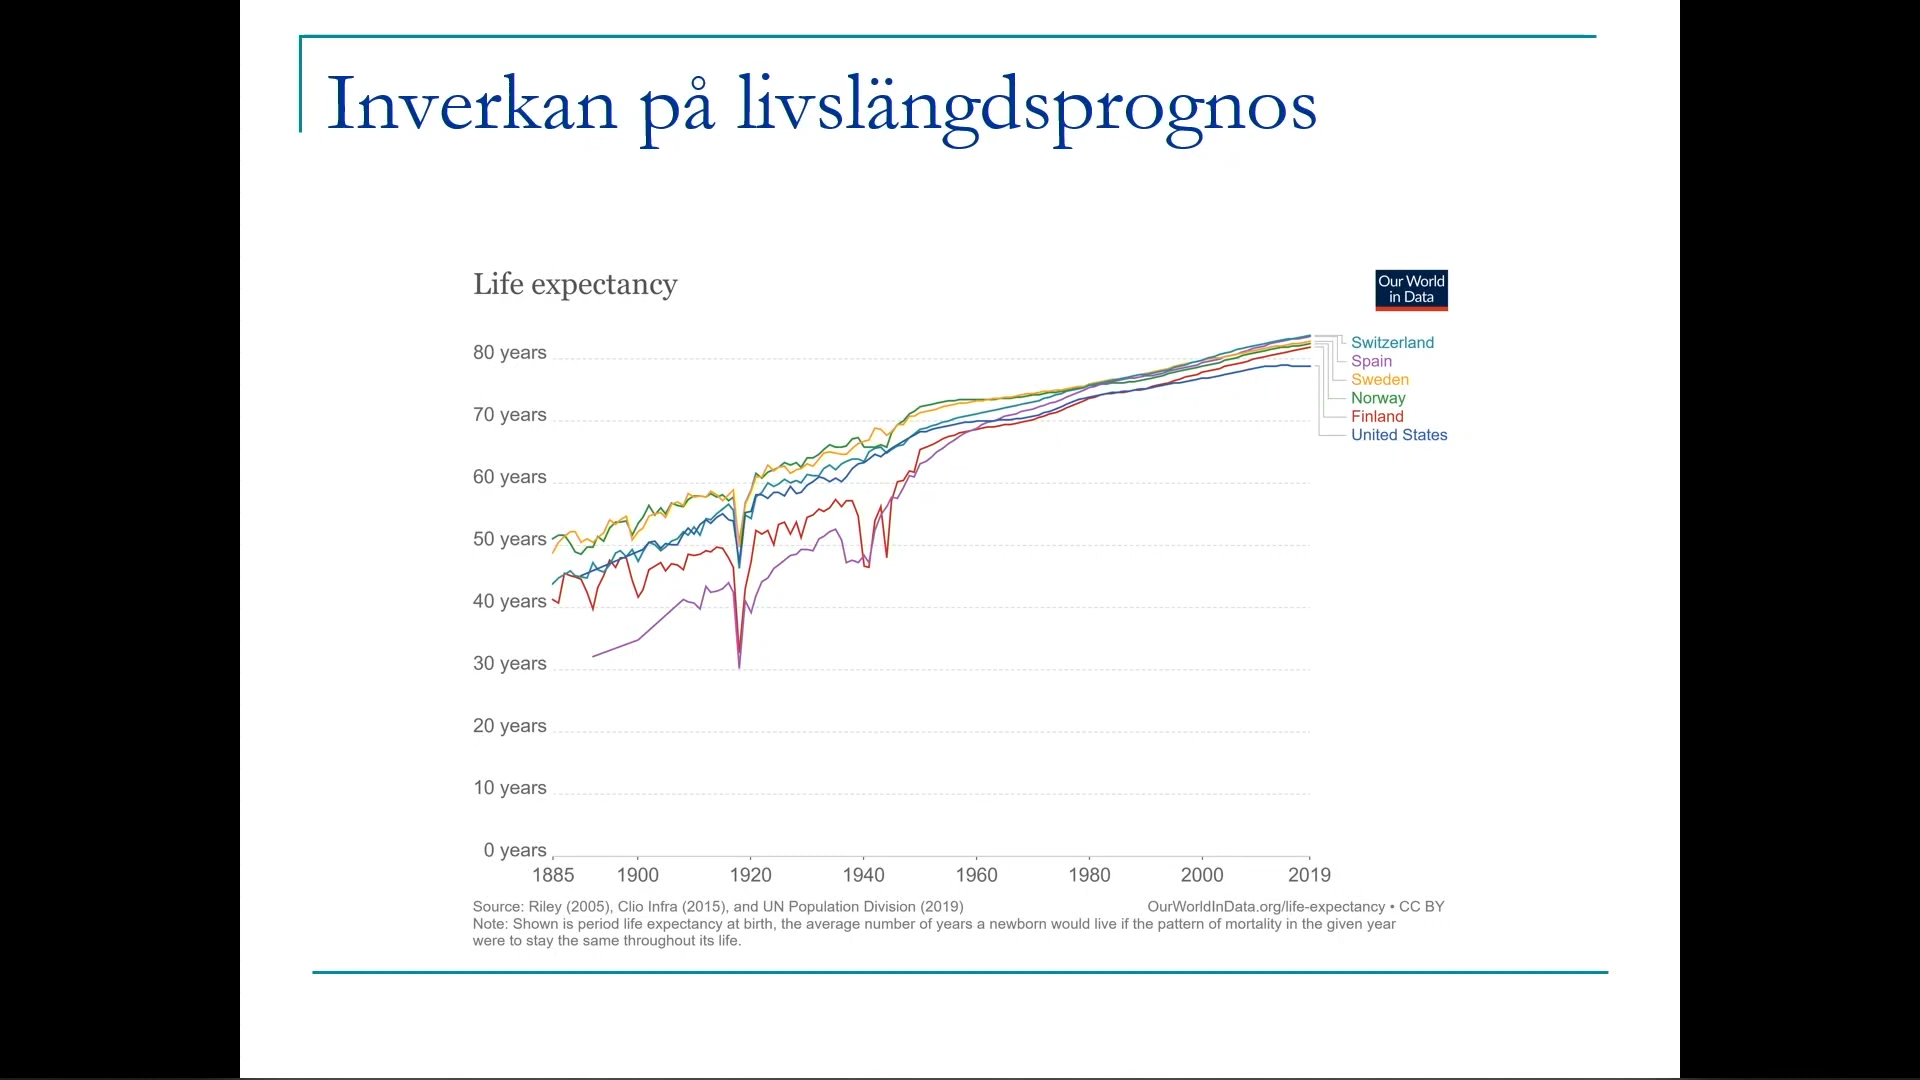 Inverkan på livslängdsprognos
Life expectancy
Our World
in Data
80 years
70 years
60 years
50 years
40 years
30 years
20 years
10 years
0 years
Switzerland
Spain
Sweden
Norway
Finland
United States
1885 1900 1920 1940 1960 1980 2000 2019
Source: Riley (2005), Clio Infra (2015), and UN Population Division (2019) OurWorldInData.org/life-expectancy • CC BY
Note: Shown is period life expectancy at birth, the average number of years a newborn would live if the pattern of mortality in the given year
were to stay the same throughout its life.